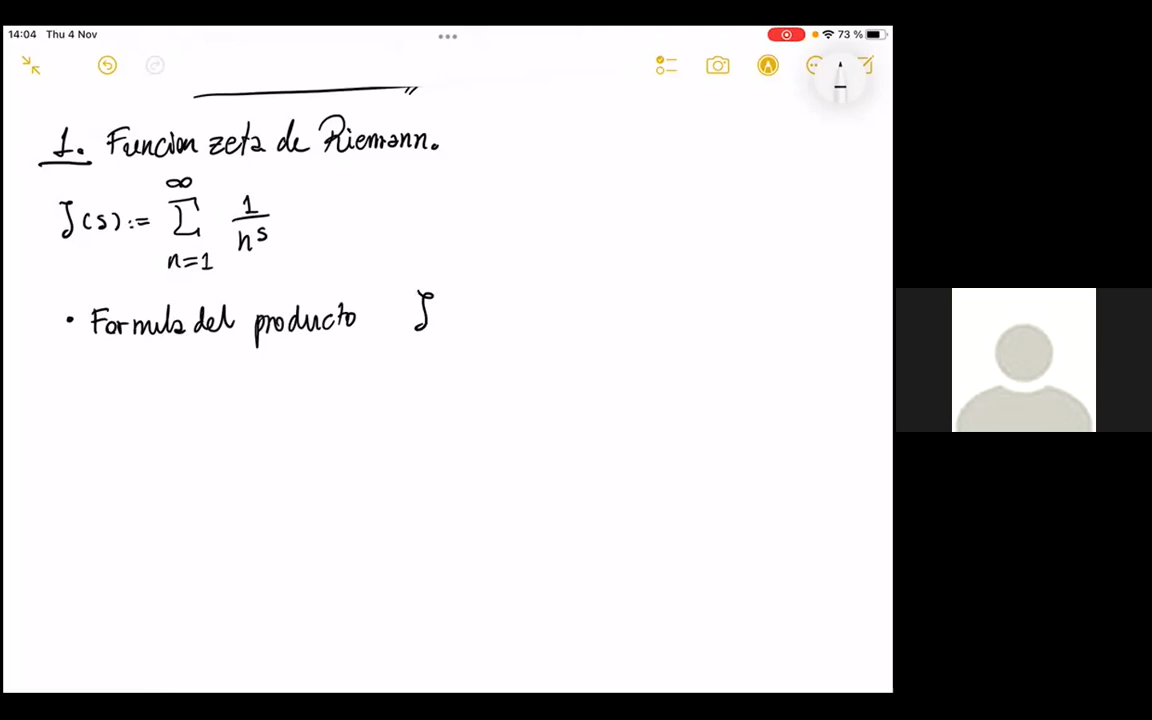 14:04 Thu 4 Nov
73 %
1. Funcion zeta de Riemann.
ζ(s) := ∑_{n=1}^{∞} 1/n^s
• Formula del producto ζ